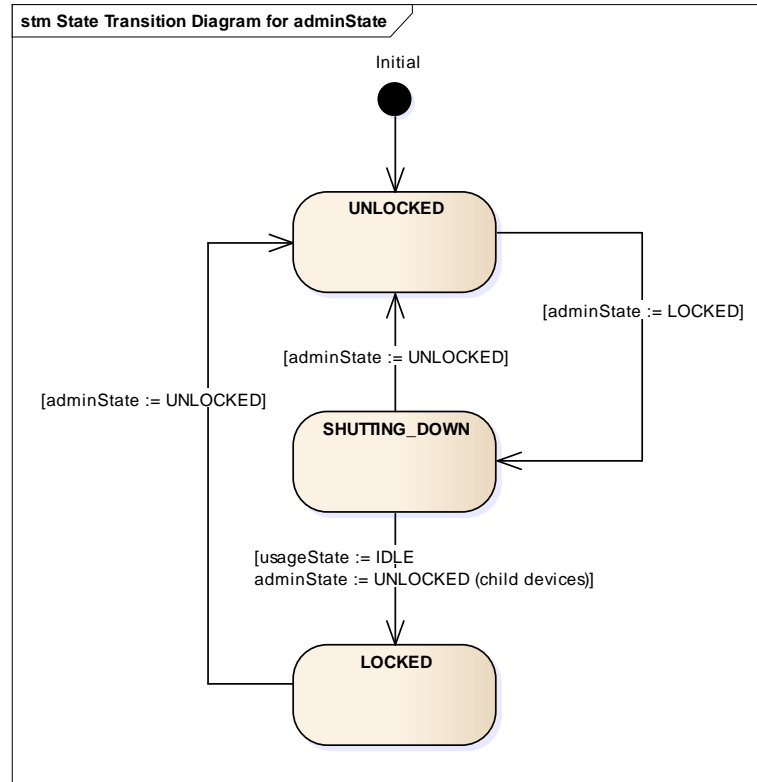 stm State Transition Diagram for adminState
Initial
UNLOCKED
[adminState := LOCKED]
[adminState := UNLOCKED]
[adminState := UNLOCKED]
SHUTTING_DOWN
[usageState := IDLE
adminState := UNLOCKED (child devices)]
LOCKED